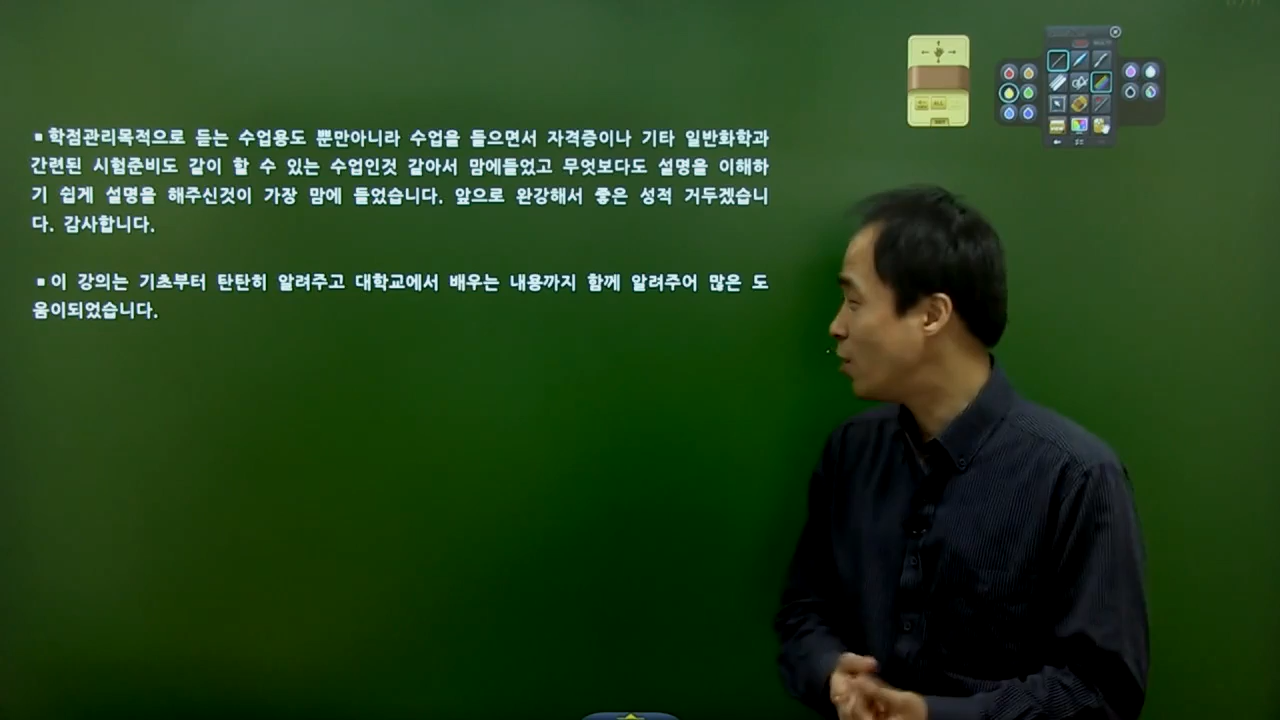 ▪학점관리목적으로 듣는 수업용도 뿐만아니라 수업을 들으면서 자격증이나 기타 일반화학과
간련된 시험준비도 같이 할 수 있는 수업인것 같아서 맘에들었고 무엇보다도 설명을 이해하
기 쉽게 설명을 해주신것이 가장 맘에 들었습니다. 앞으로 완강해서 좋은 성적 거두겠습니
다. 감사합니다.
▪이 강의는 기초부터 탄탄히 알려주고 대학교에서 배우는 내용까지 함께 알려주어 많은 도
움이되었습니다.
ALL